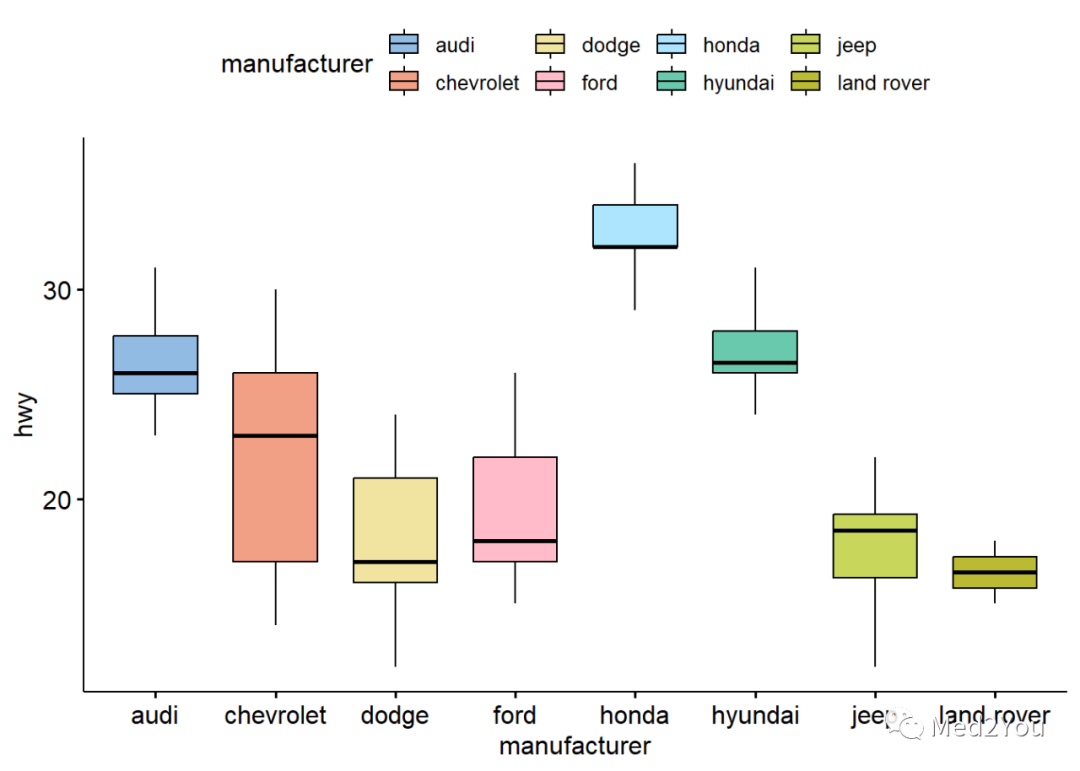 manufacturer
audi dodge honda jeep
chevrolet ford hyundai land rover
30
20
hwy
audi chevrolet dodge ford honda hyundai jeep land rover
manufacturer
Med2You